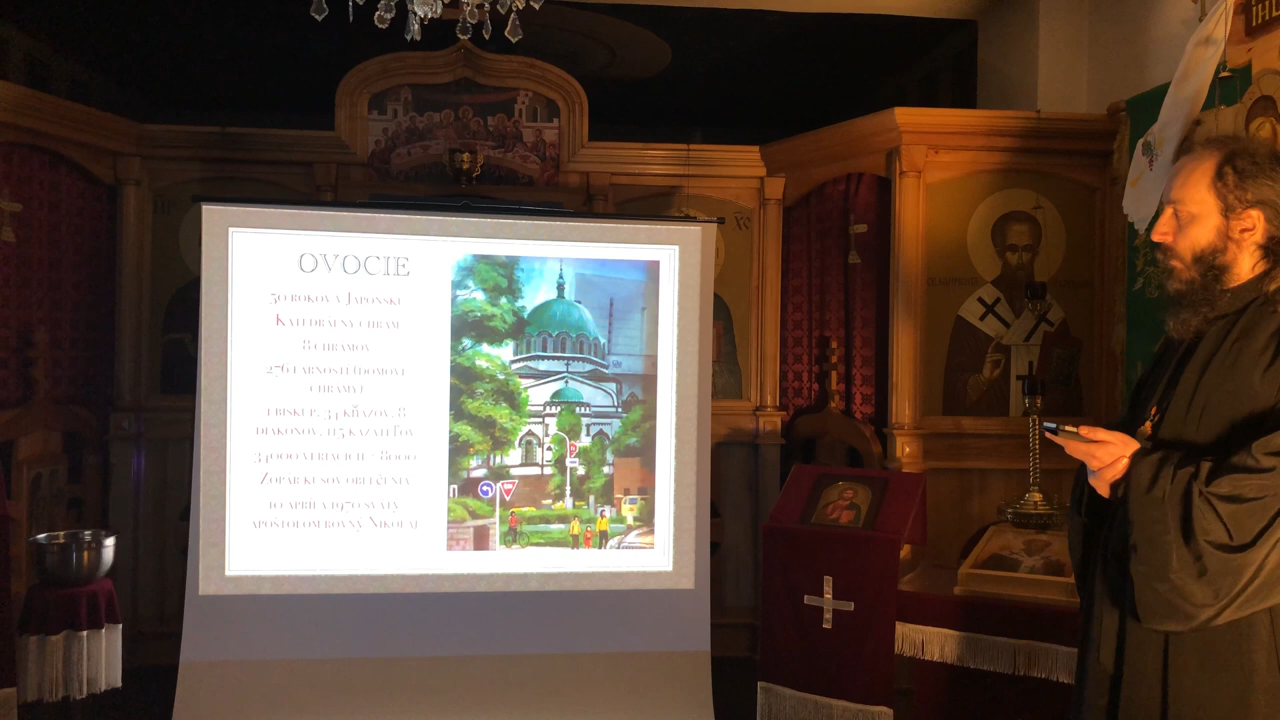 OVOCIE
50 ROKOV V JAPONSKU
KATEDRÁLNY CHRÁM
8 CHRÁMOV
276 FARNOSTÍ (DOMOVÉ
CHRÁMY)
1 BISKUP, 34 KŇAZOV, 8
DIAKONOV, 115 KAZATEĽOV
34000 VERIACICH
8000
ZOPÁR KUSOV OBLEČENIA
10 APRÍLA 1970 SVÄTÝ
APOŠTOLOM ROVNÝ NIKOLAJ